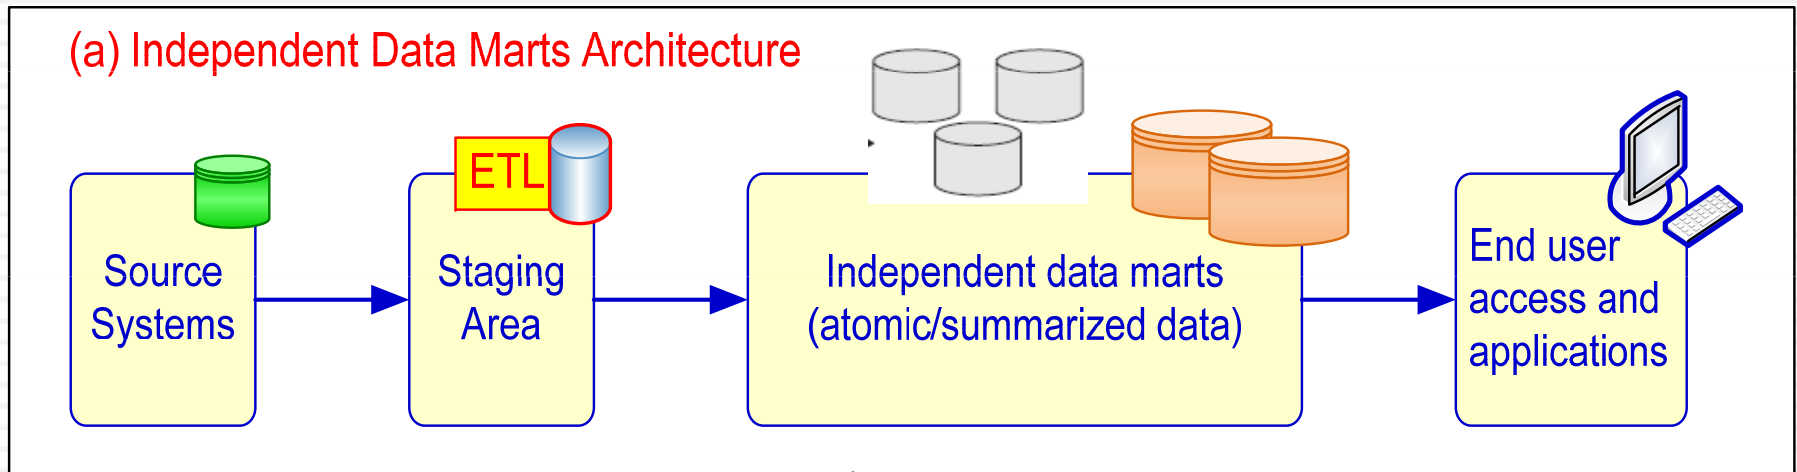 (a) Independent Data Marts Architecture
ETL
Source
Systems
Staging
Area
Independent data marts
(atomic/summarized data)
End user
access and
applications